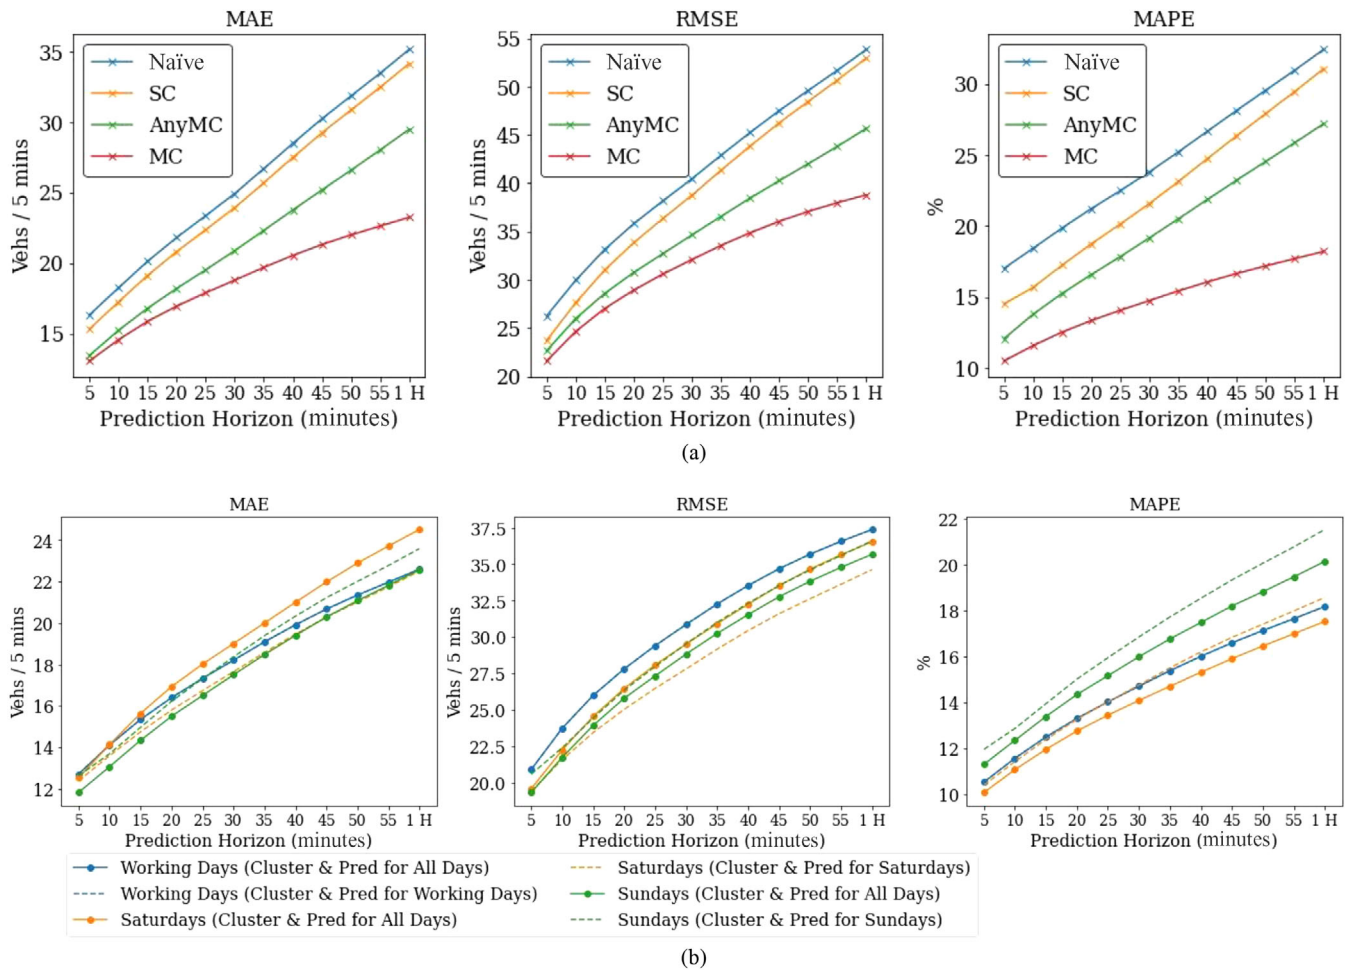 MAE
35
30
25
20
15
Vehs / 5 mins
Naïve
SC
AnyMC
MC
5 10 15 20 25 30 35 40 45 50 55 1 H
Prediction Horizon (minutes)
RMSE
55
50
45
40
35
30
25
20
Vehs / 5 mins
Naïve
SC
AnyMC
MC
5 10 15 20 25 30 35 40 45 50 55 1 H
Prediction Horizon (minutes)
MAPE
30
25
20
15
10
%
Naïve
SC
AnyMC
MC
5 10 15 20 25 30 35 40 45 50 55 1 H
Prediction Horizon (minutes)
(a)
MAE
24
22
20
18
16
14
12
Vehs / 5 mins
5 10 15 20 25 30 35 40 45 50 55 1 H
Prediction Horizon (minutes)
RMSE
37.5
35.0
32.5
30.0
27.5
25.0
22.5
20.0
Vehs / 5 mins
5 10 15 20 25 30 35 40 45 50 55 1 H
Prediction Horizon (minutes)
MAPE
22
20
18
16
14
12
10
%
5 10 15 20 25 30 35 40 45 50 55 1 H
Prediction Horizon (minutes)
Working Days (Cluster & Pred for All Days)
Working Days (Cluster & Pred for Working Days)
Saturdays (Cluster & Pred for All Days)
Saturdays (Cluster & Pred for Saturdays)
Sundays (Cluster & Pred for All Days)
Sundays (Cluster & Pred for Sundays)
(b)